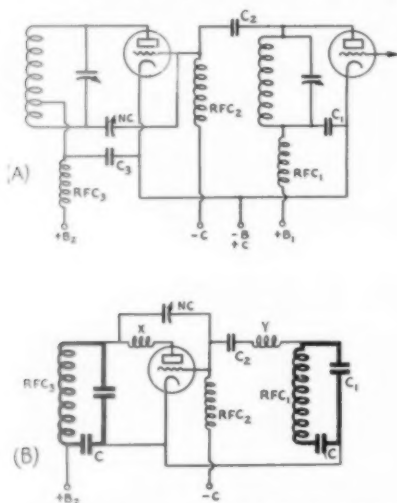 C₂
NC
RFC₂
C₁
(A)
C₃
RFC₃
RFC₁
+B₂
-C
-B
+C
+B₁
NC
X
C₂
Y
RFC₃
RFC₁
C₁
RFC₂
C
C
(B)
+B₂
-C